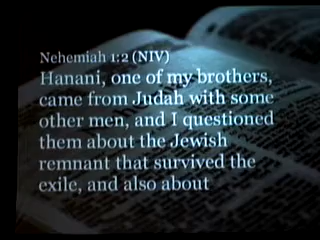 Nehemiah 1:2 (NIV)
Hanani, one of my brothers,
came from Judah with some
other men, and I questioned
them about the Jewish
remnant that survived the
exile, and also about